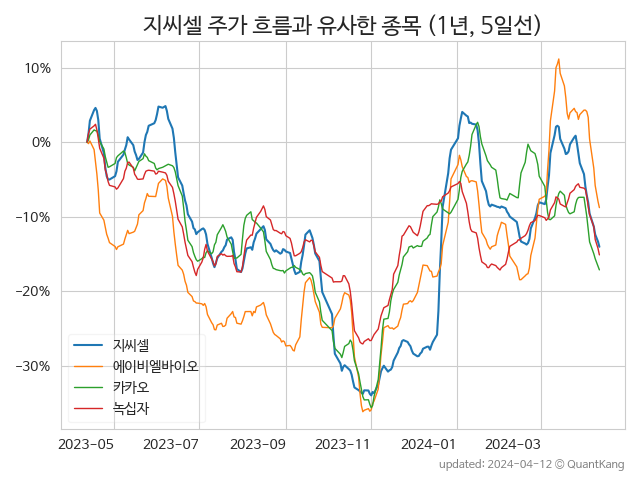 지씨셀 주가 흐름과 유사한 종목 (1년, 5일선)
10%
0%
−10%
−20%
−30%
지씨셀
에이비엘바이오
카카오
녹십자
2023-05 2023-07 2023-09 2023-11 2024-01 2024-03
updated: 2024-04-12 © QuantKang